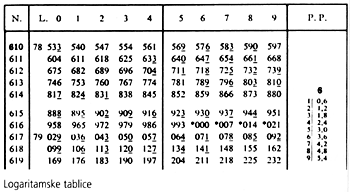 N. L. 0 1 2 3 4 5 6 7 8 9 P. P.
610 78 533 540 547 554 561 569 576 583 590 597
611 604 611 618 625 633 640 647 654 661 668
612 675 682 689 696 704 711 718 725 732 739
613 746 753 760 767 774 781 789 796 803 810
614 817 824 831 838 845 852 859 866 873 880
615 888 895 902 909 916 923 930 937 944 951
616 958 965 972 979 986 993 *000 *007 *014 *021
617 79 029 036 043 050 057 064 071 078 085 092
618 099 106 113 120 127 134 141 148 155 162
619 169 176 183 190 197 204 211 218 225 232
6
1 0,6
2 1,2
3 1,8
4 2,4
5 3,0
6 3,6
7 4,2
8 4,8
9 5,4
Logaritamske tablice